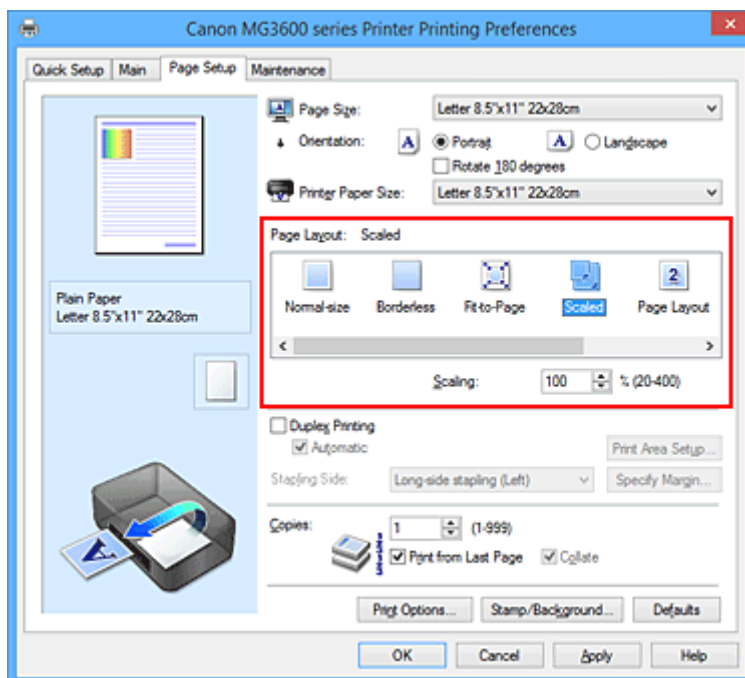 Canon MG3600 series Printer Printing Preferences
Quick Setup Main Page Setup Maintenance
Page Size: Letter 8.5"x11" 22x28cm
Orientation: A Portrait A Landscape
Rotate 180 degrees
Printer Paper Size: Letter 8.5"x11" 22x28cm
Page Layout: Scaled
Normal-size Borderless Fit-to-Page Scaled 2 Page Layout
Scaling: 100 % (20-400)
Plain Paper
Letter 8.5"x11" 22x28cm
Duplex Printing
Automatic Print Area Setup...
Stapling Side: Long-side stapling (Left) Specify Margin...
Copies: 1 (1-999)
Print from Last Page Collate
A
Print Options... Stamp/Background... Defaults
OK Cancel Apply Help